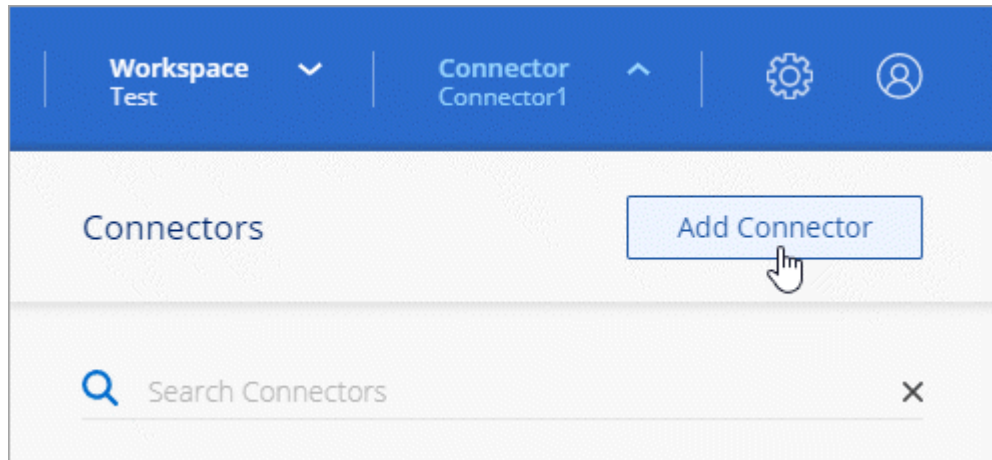 Workspace
Test
Connector
Connector1
Connectors
Add Connector
Search Connectors